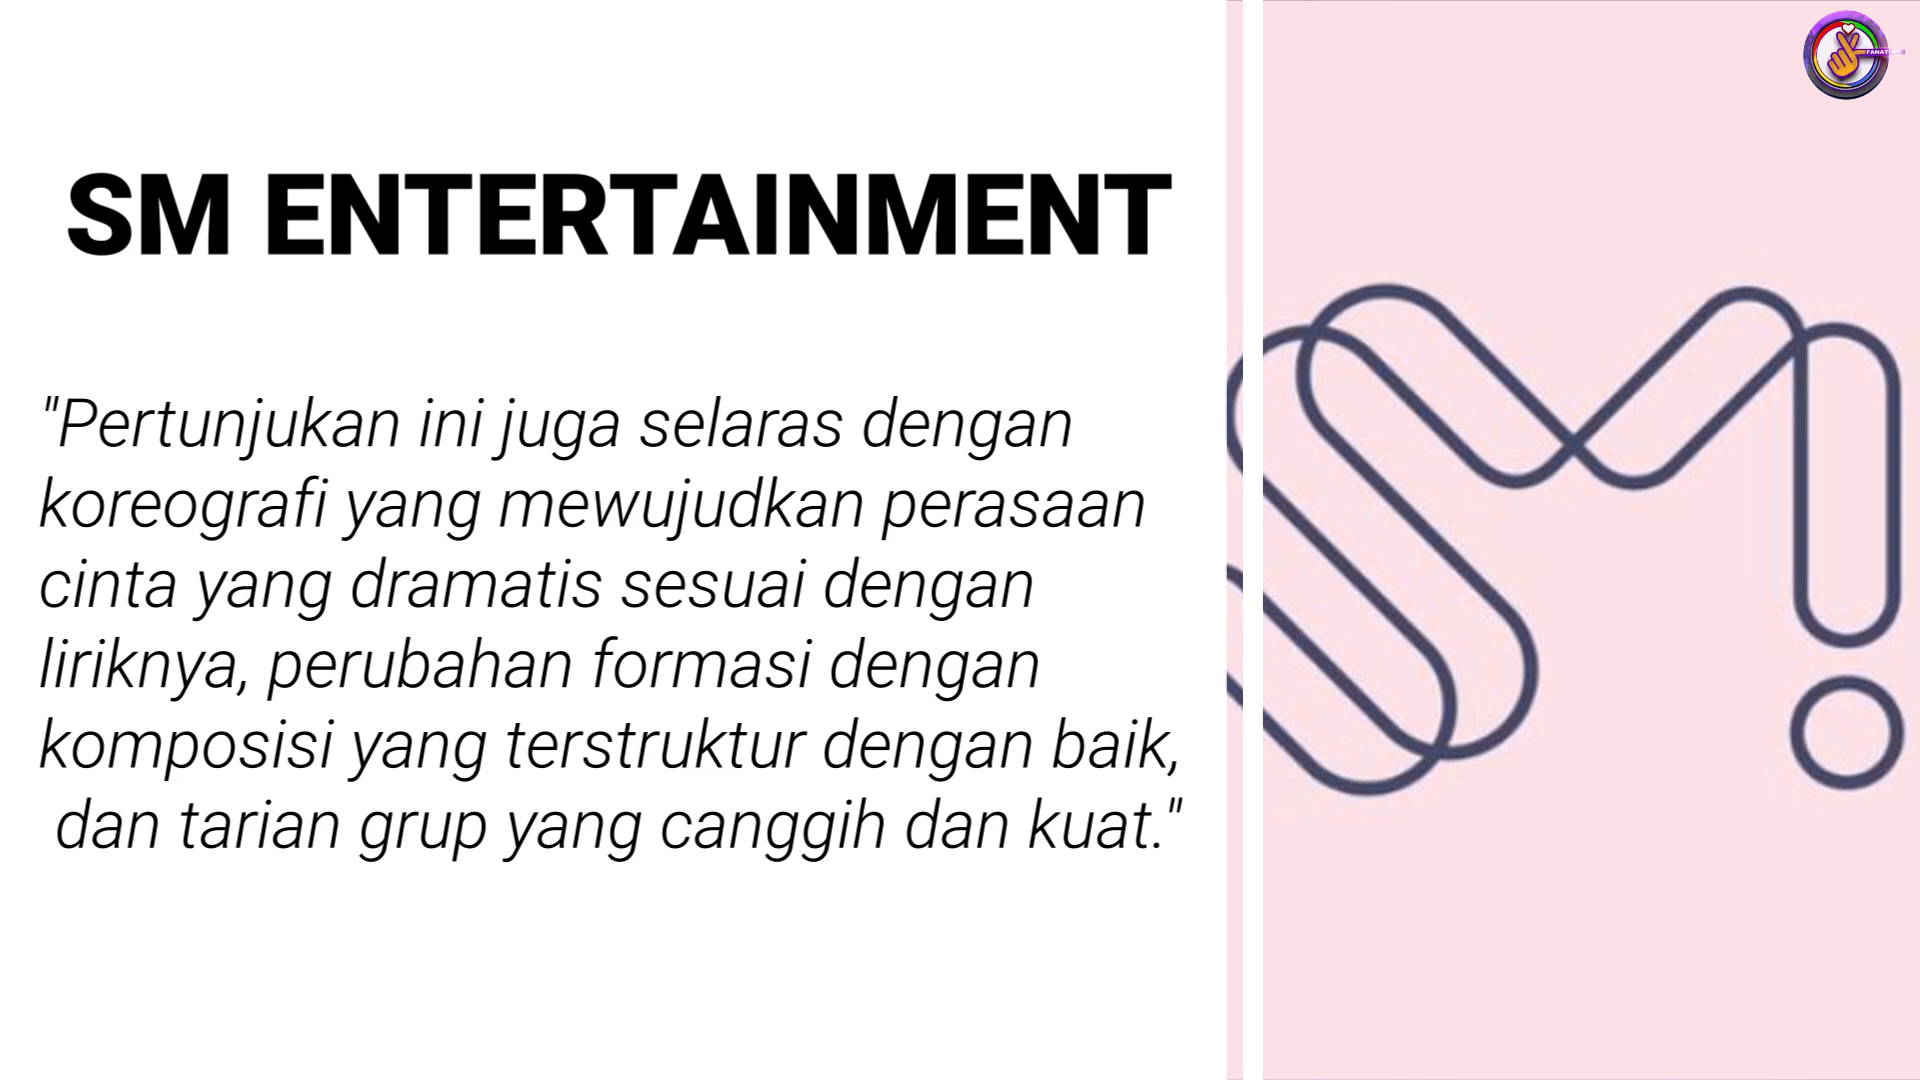 SM ENTERTAINMENT
"Pertunjukan ini juga selaras dengan
koreografi yang mewujudkan perasaan
cinta yang dramatis sesuai dengan
liriknya, perubahan formasi dengan
komposisi yang terstruktur dengan baik,
dan tarian grup yang canggih dan kuat."